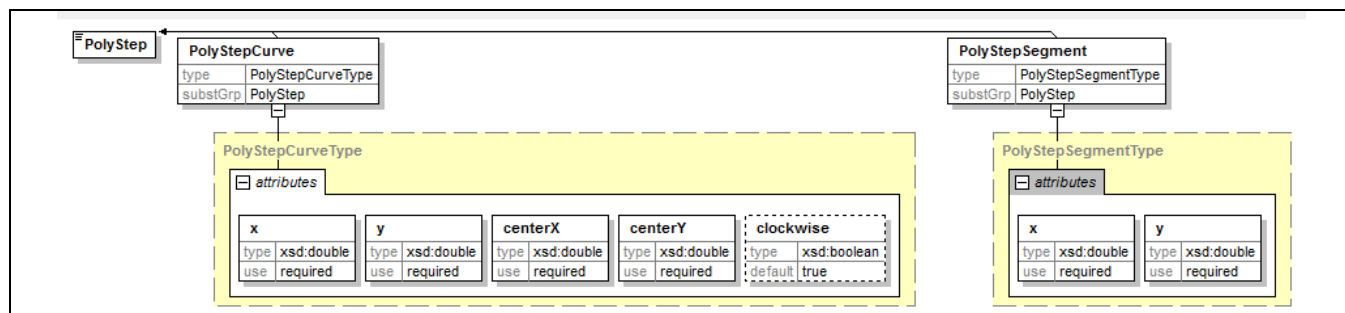 PolyStep
PolyStepCurve
type PolyStepCurveType
substGrp PolyStep
PolyStepSegment
type PolyStepSegmentType
substGrp PolyStep
PolyStepCurveType
attributes
x
type xsd:double
use required
y
type xsd:double
use required
centerX
type xsd:double
use required
centerY
type xsd:double
use required
clockwise
type xsd:boolean
default true
PolyStepSegmentType
attributes
x
type xsd:double
use required
y
type xsd:double
use required